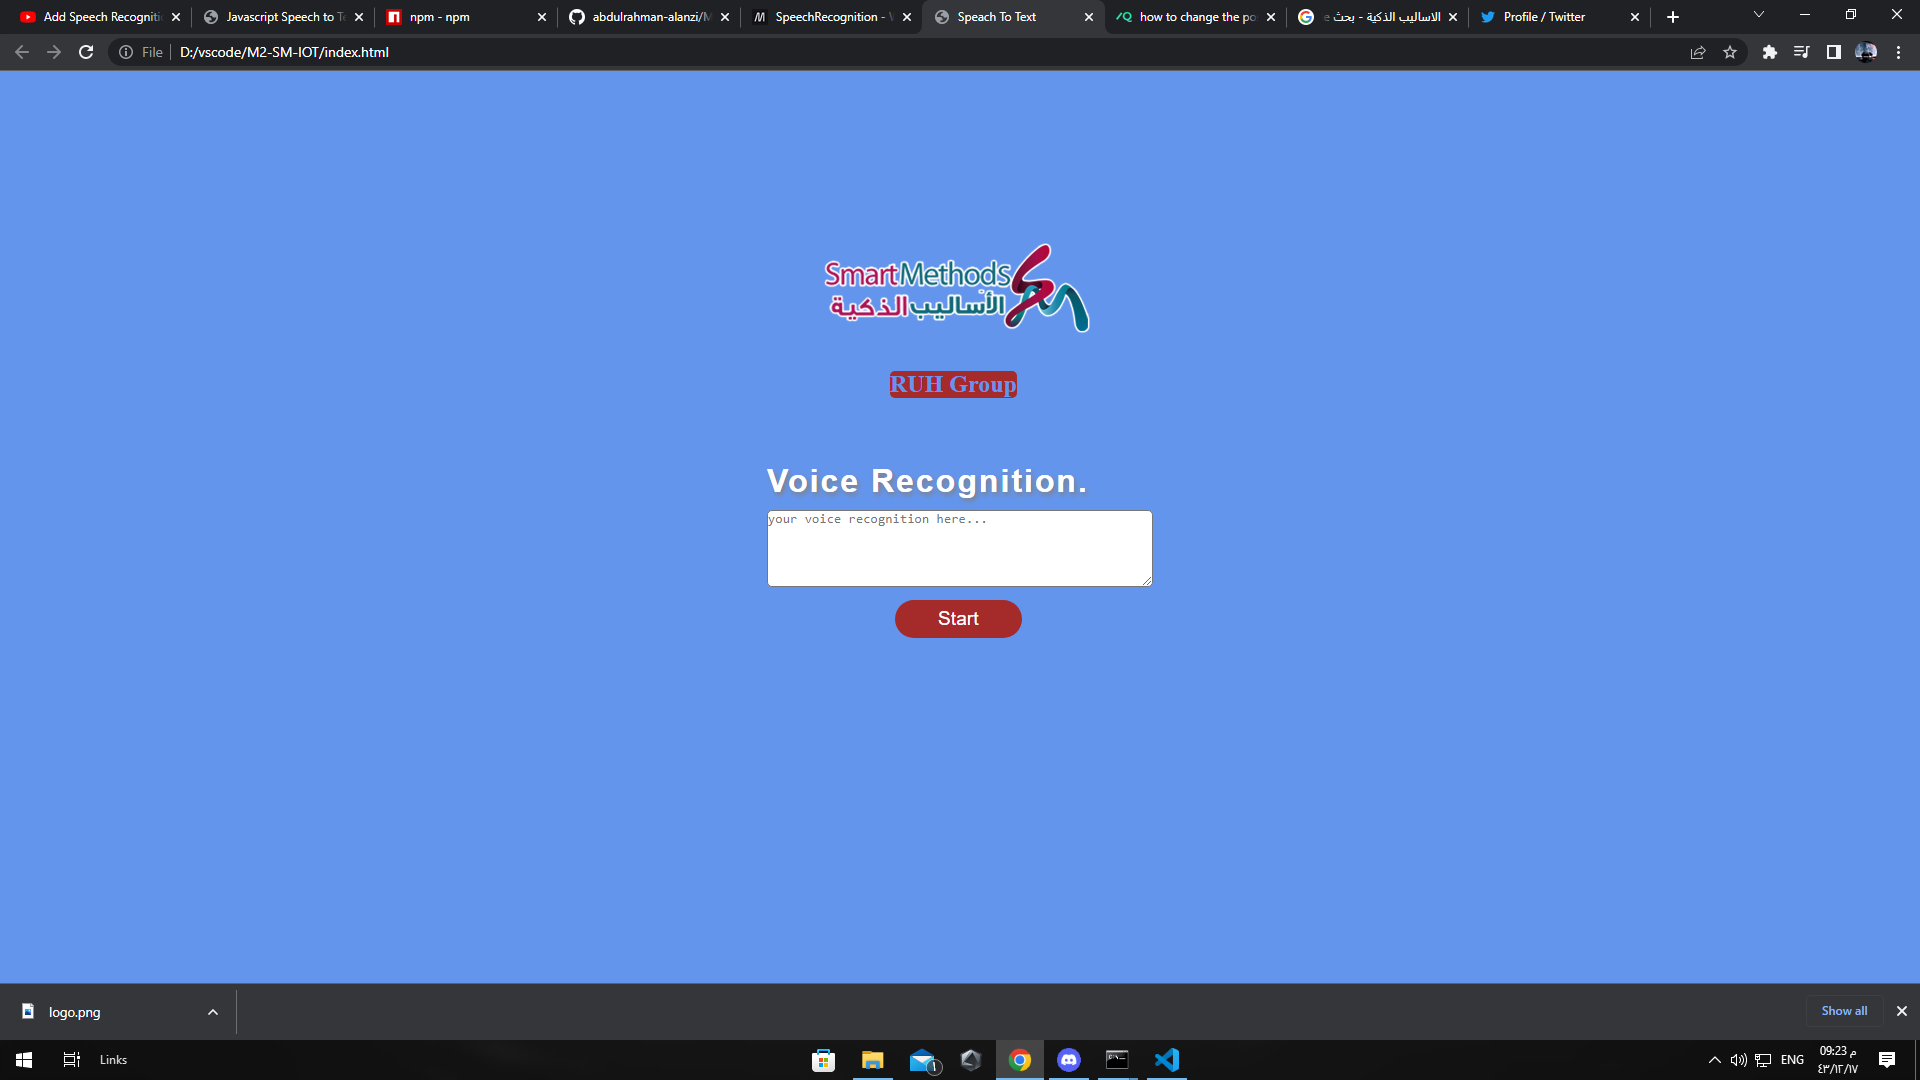 Add Speech Recogniti
Javascript Speech to Te
npm - npm
abdulrahman-alanzi/M
SpeechRecognition - W
Speach To Text
how to change the po
الاساليب الذكية - بحث e
Profile / Twitter
File
D:/vscode/M2-SM-IOT/index.html
SmartMethods
الأساليب الذكية
RUH Group
Voice Recognition.
your voice recognition here...
Start
logo.png
Show all
Links
ENG
09:23 م
٤٣/١٢/١٧